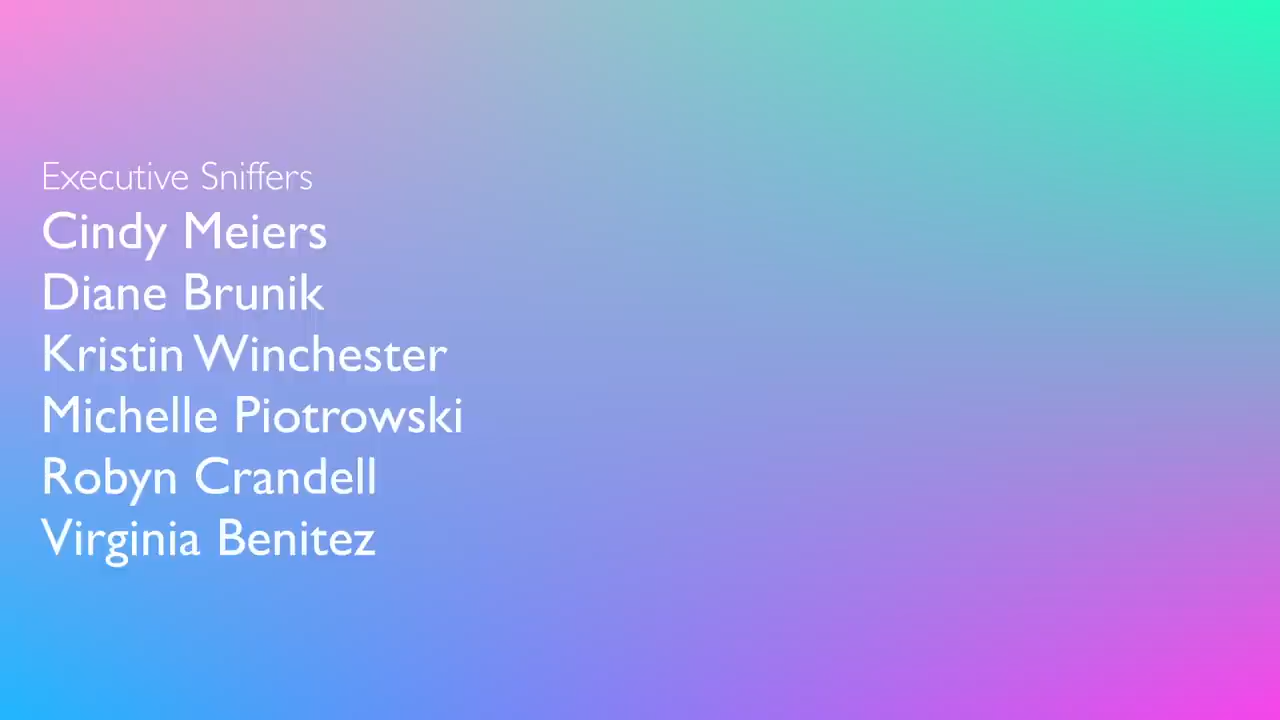 Executive Sniffers
Cindy Meiers
Diane Brunik
Kristin Winchester
Michelle Piotrowski
Robyn Crandell
Virginia Benitez